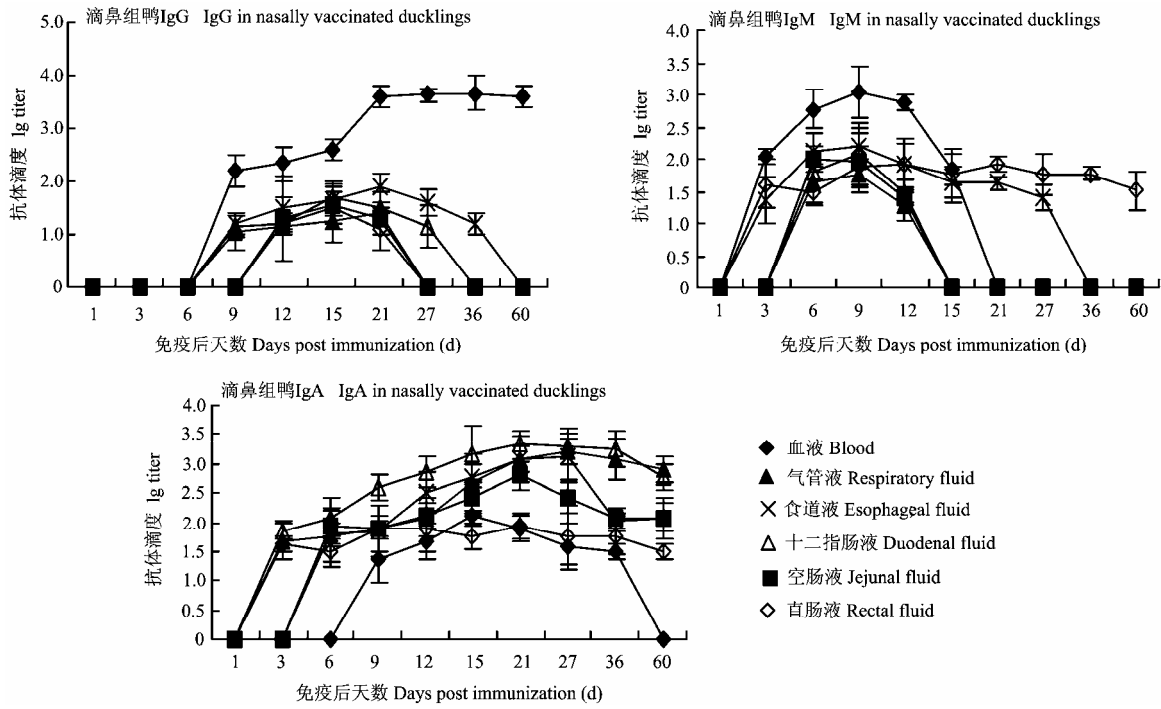 滴鼻组鸭IgG IgG in nasally vaccinated ducklings
5.0
4.0
3.0
2.0
1.0
0
抗体滴度 lg titer
1 3 6 9 12 15 21 27 36 60
免疫后天数 Days post immunization (d)
滴鼻组鸭IgM IgM in nasally vaccinated ducklings
4.0
3.5
3.0
2.5
2.0
1.5
1.0
0.5
0
抗体滴度 lg titer
1 3 6 9 12 15 21 27 36 60
免疫后天数 Days post immunization (d)
滴鼻组鸭IgA IgA in nasally vaccinated ducklings
4.0
3.5
3.0
2.5
2.0
1.5
1.0
0.5
0
抗体滴度 lg titer
1 3 6 9 12 15 21 27 36 60
免疫后天数 Days post immunization (d)
血液 Blood
气管液 Respiratory fluid
食道液 Esophageal fluid
十二指肠液 Duodenal fluid
空肠液 Jejunal fluid
直肠液 Rectal fluid